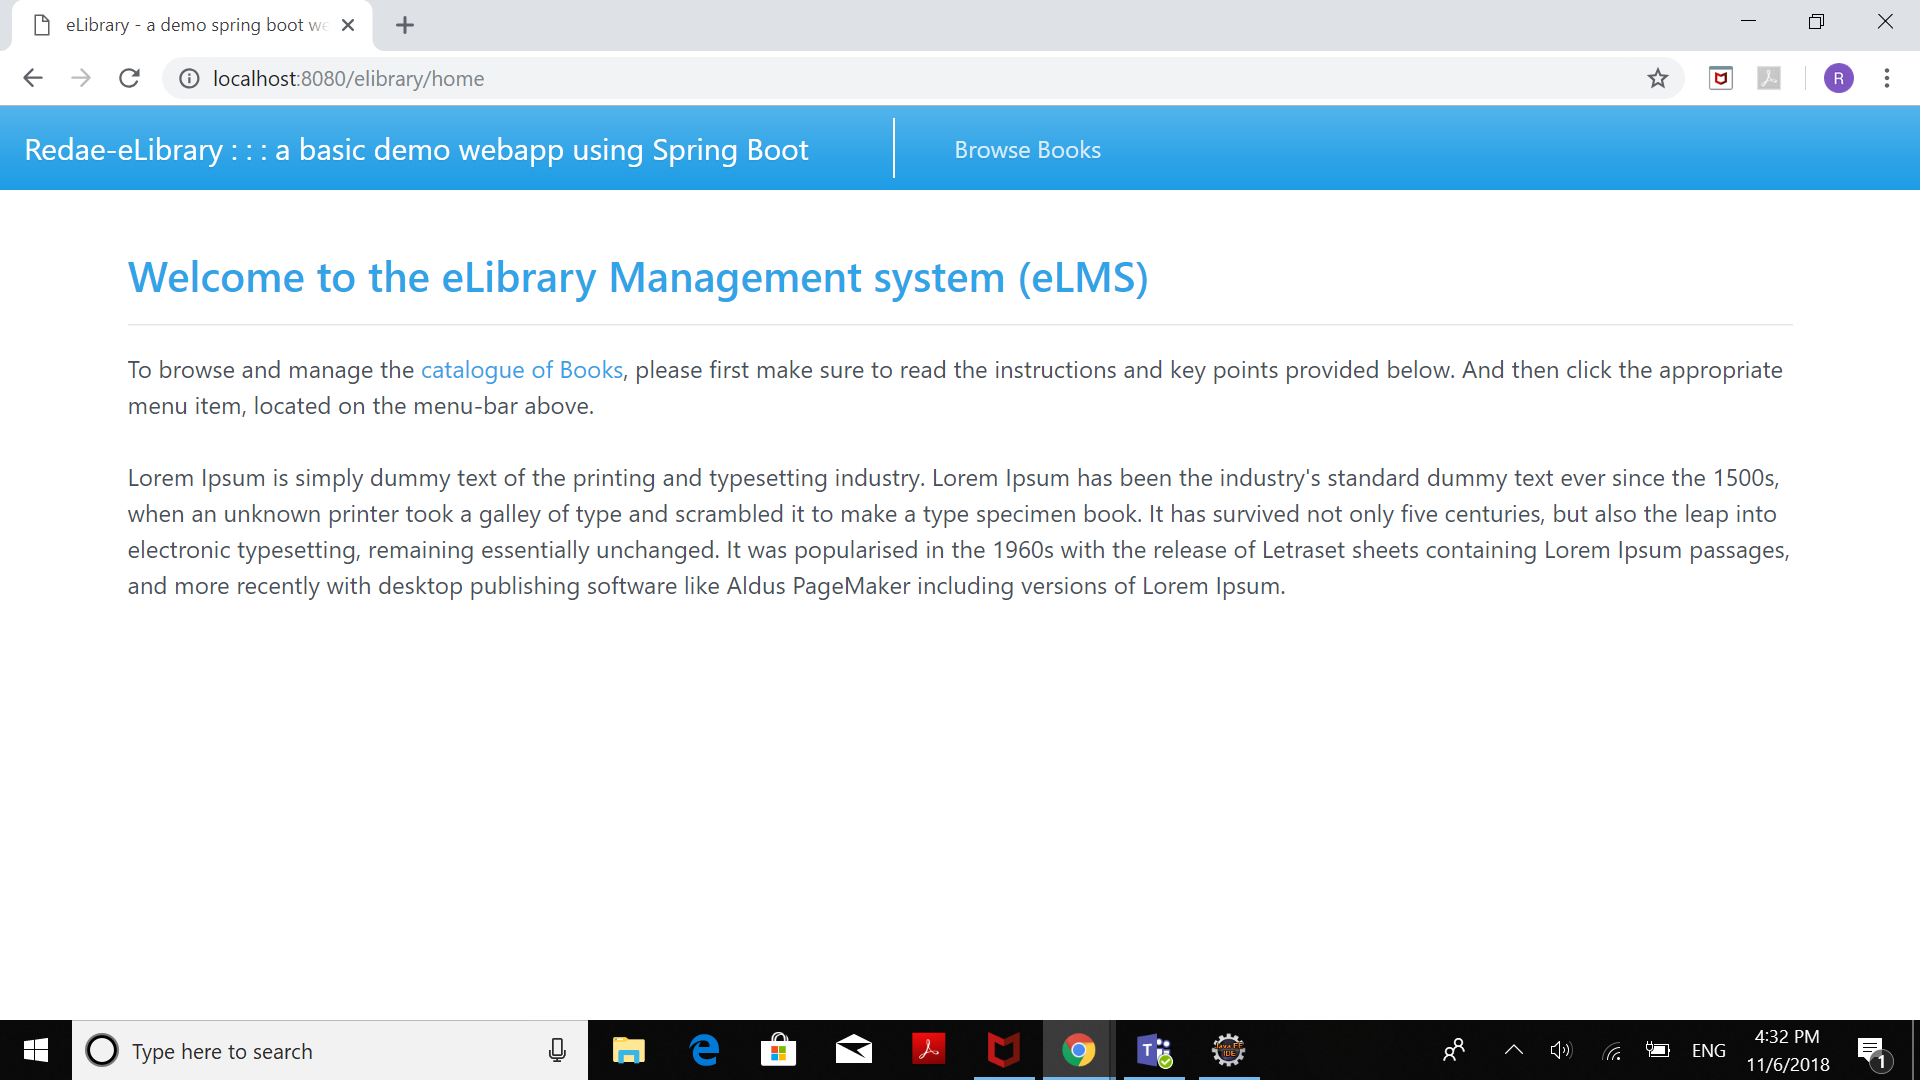 eLibrary - a demo spring boot we
localhost:8080/elibrary/home
R
Redae-eLibrary : : : a basic demo webapp using Spring Boot
Browse Books
Welcome to the eLibrary Management system (eLMS)
To browse and manage the catalogue of Books, please first make sure to read the instructions and key points provided below. And then click the appropriate
menu item, located on the menu-bar above.
Lorem Ipsum is simply dummy text of the printing and typesetting industry. Lorem Ipsum has been the industry's standard dummy text ever since the 1500s,
when an unknown printer took a galley of type and scrambled it to make a type specimen book. It has survived not only five centuries, but also the leap into
electronic typesetting, remaining essentially unchanged. It was popularised in the 1960s with the release of Letraset sheets containing Lorem Ipsum passages,
and more recently with desktop publishing software like Aldus PageMaker including versions of Lorem Ipsum.
Type here to search
T
Java EE
IDE
ENG
4:32 PM
11/6/2018
1